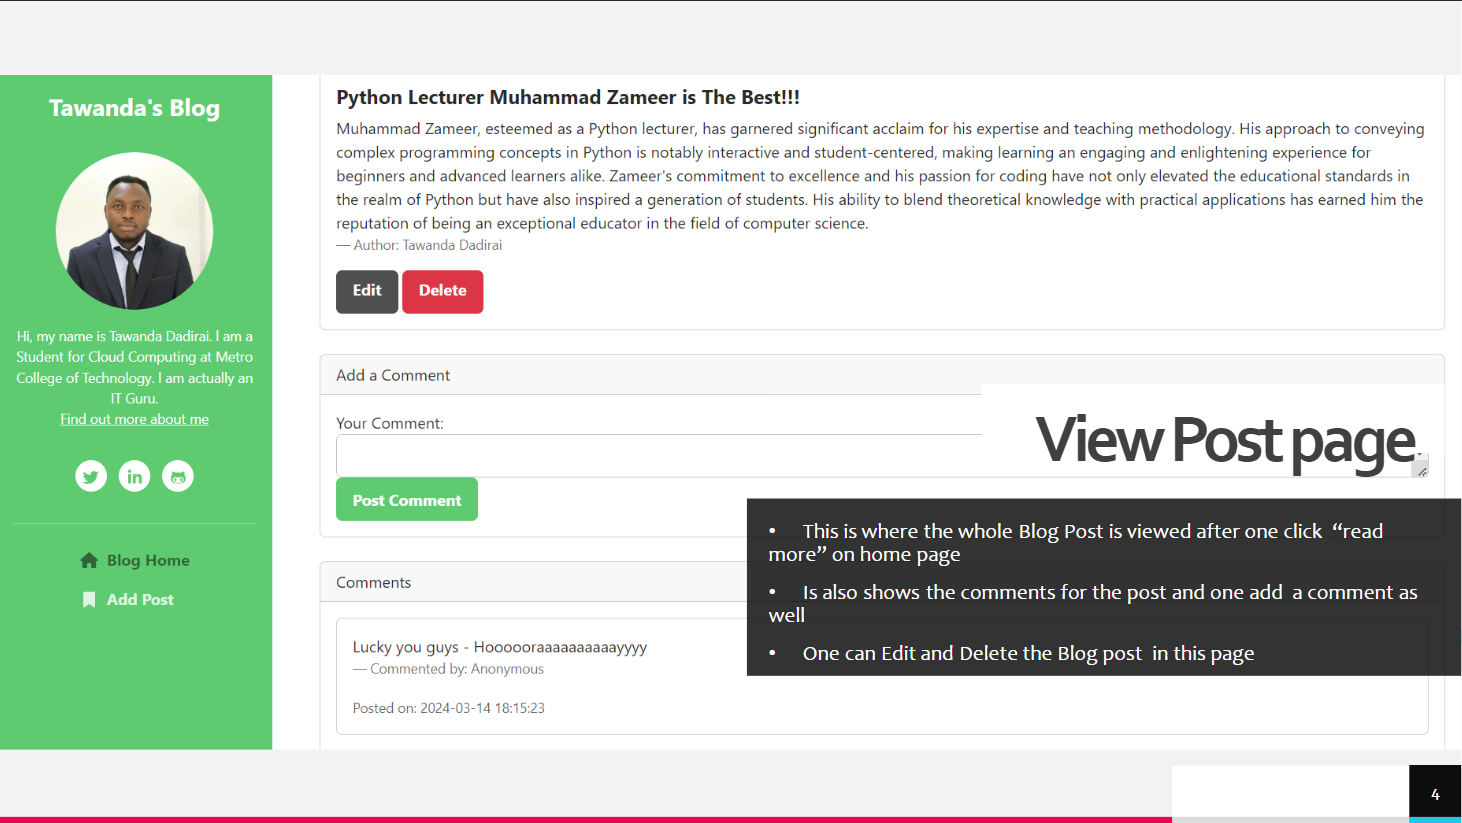 Tawanda's Blog
Hi, my name is Tawanda Dadirai. I am a
Student for Cloud Computing at Metro
College of Technology. I am actually an
IT Guru.
Find out more about me
Blog Home
Add Post
Python Lecturer Muhammad Zameer is The Best!!!
Muhammad Zameer, esteemed as a Python lecturer, has garnered significant acclaim for his expertise and teaching methodology. His approach to conveying
complex programming concepts in Python is notably interactive and student-centered, making learning an engaging and enlightening experience for
beginners and advanced learners alike. Zameer's commitment to excellence and his passion for coding have not only elevated the educational standards in
the realm of Python but have also inspired a generation of students. His ability to blend theoretical knowledge with practical applications has earned him the
reputation of being an exceptional educator in the field of computer science.
— Author: Tawanda Dadirai
Edit Delete
Add a Comment
Your Comment:
Post Comment
Comments
Lucky you guys - Hoooooraaaaaaaaaayyyy
— Commented by: Anonymous
Posted on: 2024-03-14 18:15:23
View Post page
• This is where the whole Blog Post is viewed after one click “read
more” on home page
• Is also shows the comments for the post and one add a comment as
well
• One can Edit and Delete the Blog post in this page
4